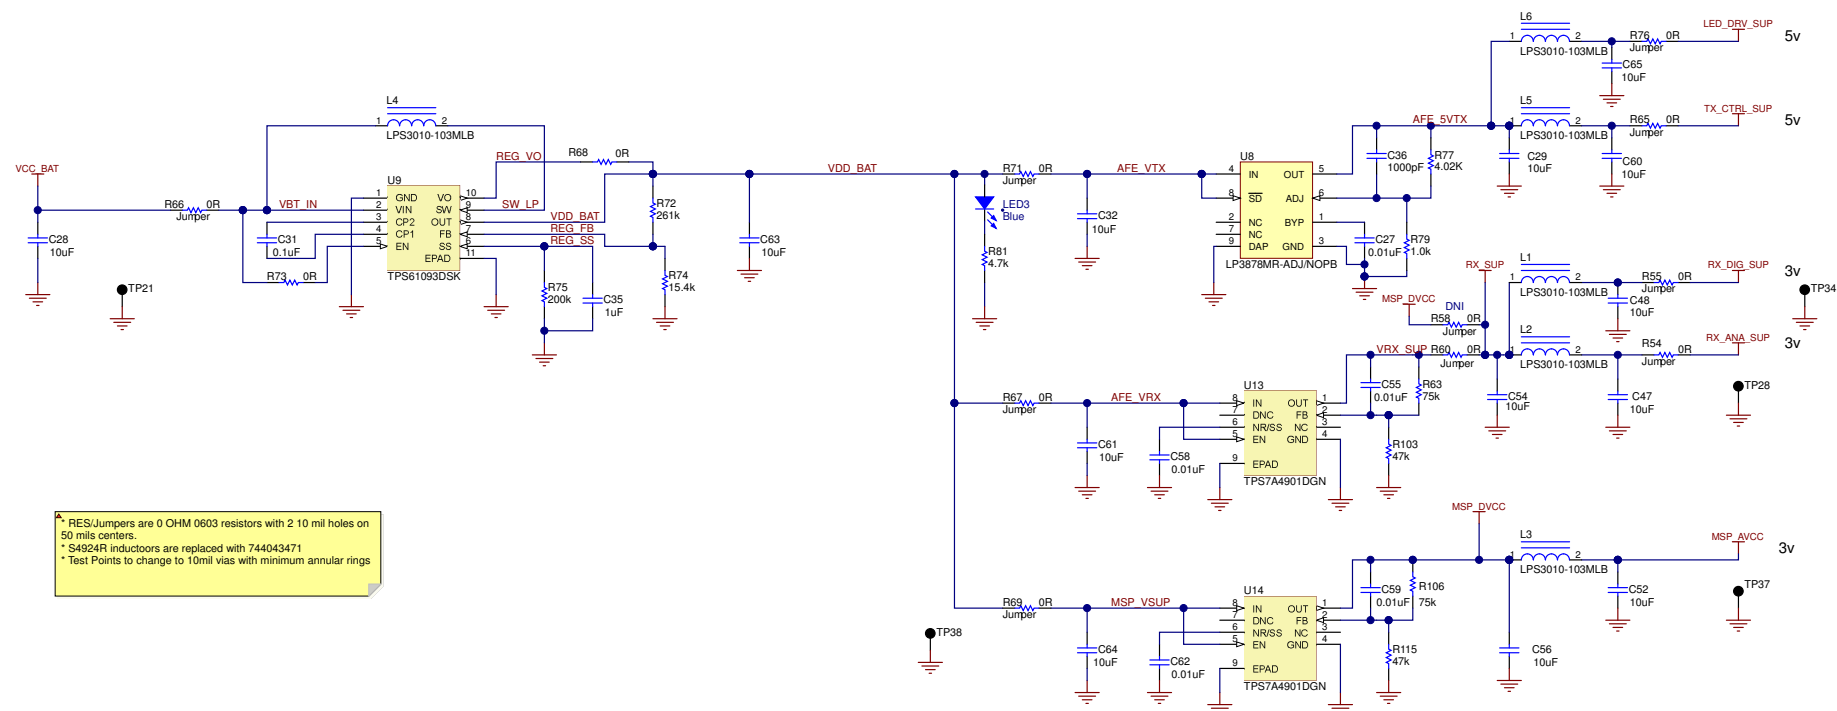 VCC_BAT
C28
10uF
TP21
R66
0R
Jumper
VBT_IN
C31
0.1uF
R73
0R
L4
1
2
LPS3010-103MLB
U9
1
2
3
4
5
GND
VIN
CP2
CP1
EN
VO
SW
OUT
FB
SS
EPAD
10
9
8
7
6
11
TPS61093DSK
REG_VO
SW_LP
VDD_BAT
REG_FB
REG_SS
R68
0R
R72
261k
R74
15.4k
R75
200k
C35
1uF
C63
10uF
VDD_BAT
LED3
Blue
R81
4.7k
R71
0R
Jumper
AFE_VTX
C32
10uF
U8
4
8
2
7
9
IN
SD
NC
NC
DAP
OUT
ADJ
BYP
GND
5
6
1
3
LP3878MR-ADJ/NOPB
C36
1000pF
R77
4.02K
C27
0.01uF
R79
1.0k
AFE_5VTX
L6
1
2
LPS3010-103MLB
R76
0R
Jumper
C65
10uF
LED_DRV_SUP
5v
L5
1
2
LPS3010-103MLB
C29
10uF
R65
0R
Jumper
C60
10uF
TX_CTRL_SUP
5v
RX_SUP
MSP_DVCC
DNI
R58
0R
Jumper
L1
1
2
LPS3010-103MLB
R55
0R
Jumper
C48
10uF
RX_DIG_SUP
3v
TP34
VRX_SUP
R60
0R
Jumper
L2
1
2
LPS3010-103MLB
R54
0R
Jumper
C54
10uF
C47
10uF
RX_ANA_SUP
3v
TP28
R67
0R
Jumper
AFE_VRX
C61
10uF
C58
0.01uF
U13
8
7
6
5
9
IN
DNC
NR/SS
EN
EPAD
OUT
FB
NC
GND
1
2
3
4
TPS7A4901DGN
C55
0.01uF
R63
75k
R103
47k
R69
0R
Jumper
MSP_VSUP
TP38
C64
10uF
C62
0.01uF
U14
8
7
6
5
9
IN
DNC
NR/SS
EN
EPAD
OUT
FB
NC
GND
1
2
3
4
TPS7A4901DGN
C59
0.01uF
R106
75k
R115
47k
MSP_DVCC
L3
1
2
LPS3010-103MLB
C56
10uF
C52
10uF
MSP_AVCC
3v
TP37
* RES/Jumpers are 0 OHM 0603 resistors with 2 10 mil holes on
50 mils centers.
* S4924R inductoors are replaced with 744043471
* Test Points to change to 10mil vias with minimum annular rings